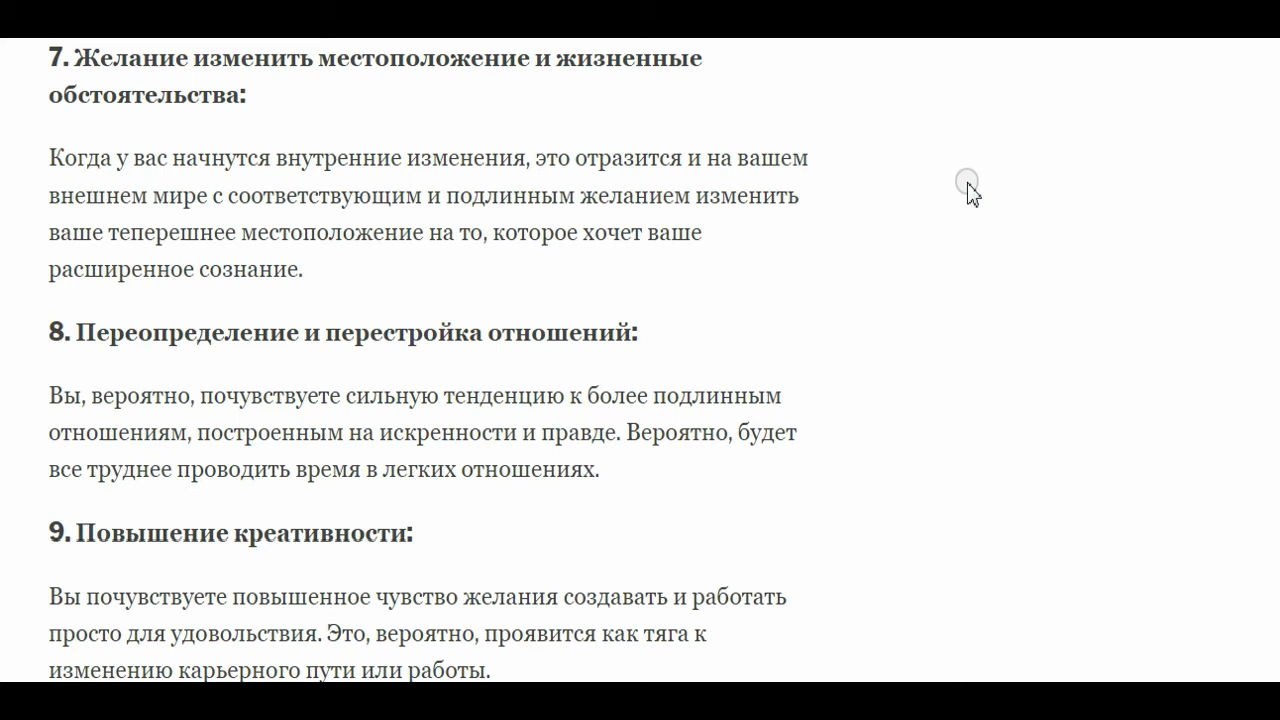 7. Желание изменить местоположение и жизненные
обстоятельства:
Когда у вас начнутся внутренние изменения, это отразится и на вашем
внешнем мире с соответствующим и подлинным желанием изменить
ваше теперешнее местоположение на то, которое хочет ваше
расширенное сознание.
8. Переопределение и перестройка отношений:
Вы, вероятно, почувствуете сильную тенденцию к более подлинным
отношениям, построенным на искренности и правде. Вероятно, будет
все труднее проводить время в легких отношениях.
9. Повышение креативности:
Вы почувствуете повышенное чувство желания создавать и работать
просто для удовольствия. Это, вероятно, проявится как тяга к
изменению карьерного пути или работы.